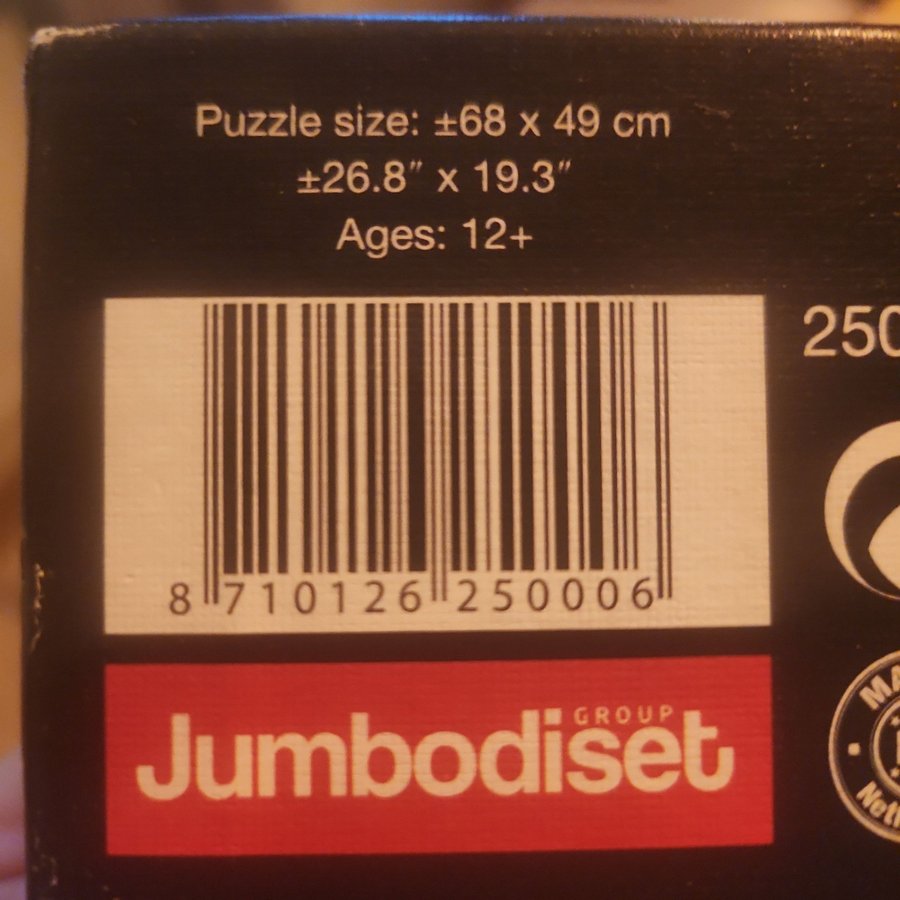 Puzzle size: ±68 x 49 cm
±26.8" x 19.3"
Ages: 12+
250
8 710126 250006
Jumbodiset
GROUP